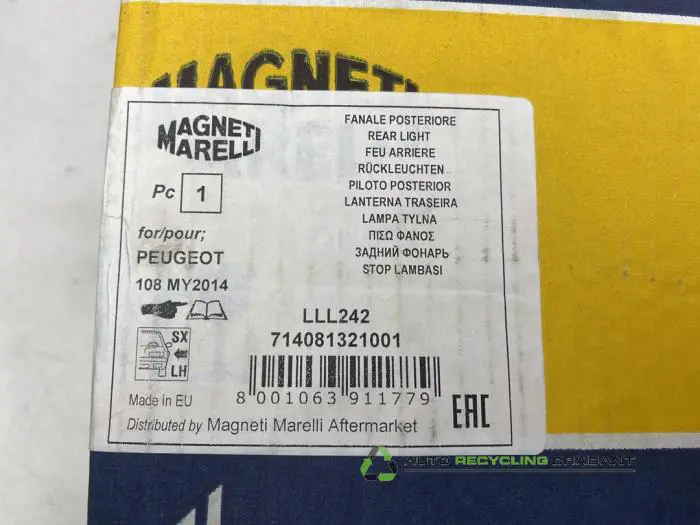 MAGNETI
MAGNETI
MARELLI
Pc 1
for/pour;
PEUGEOT
108 MY2014
SX
LH
Made in EU
Distributed by Magneti Marelli Aftermarket
FANALE POSTERIORE
REAR LIGHT
FEU ARRIERE
RÜCKLEUCHTEN
PILOTO POSTERIOR
LANTERNA TRASEIRA
LAMPA TYLNA
ΠΙΣΩ ΦΑΝΟΣ
ЗАДНИЙ ФОНАРЬ
STOP LAMBASI
LLL242
714081321001
8 001063 911779
EAC
AUTO RECYCLING BRABANT